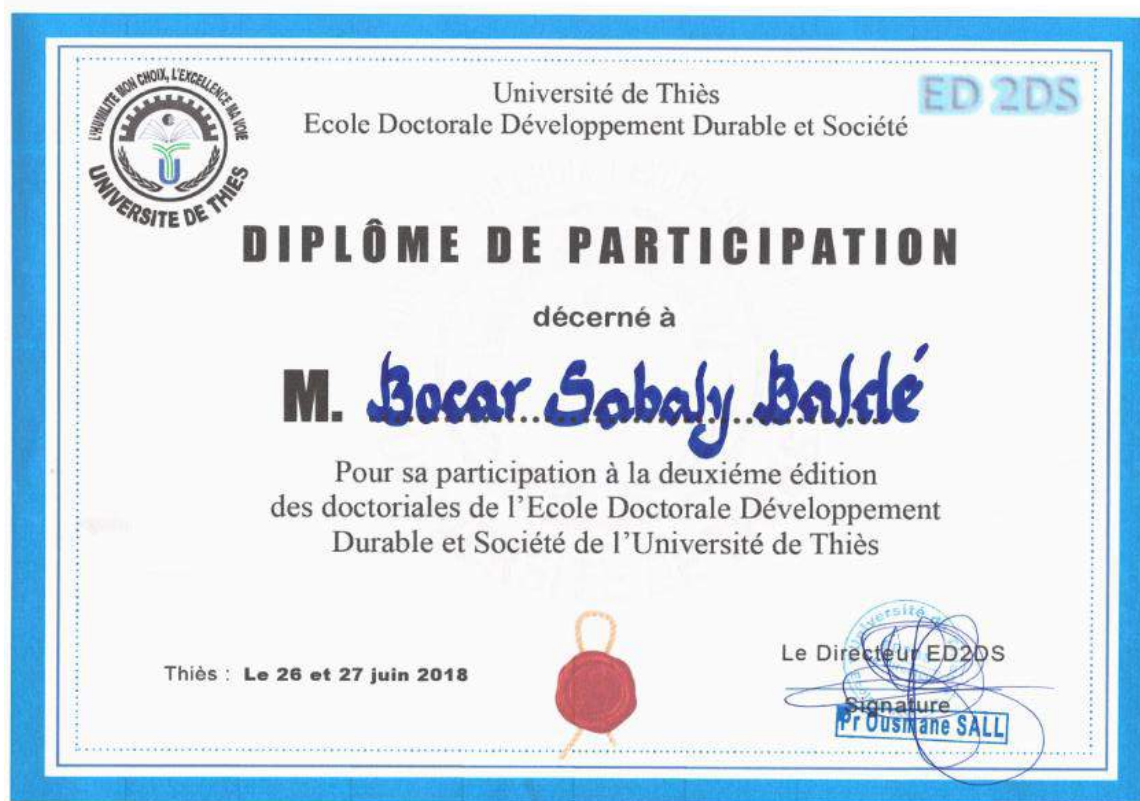 L'HUMILITE MON CHOIX, L'EXCELLENCE MA VOIE
UNIVERSITE DE THIES
Université de Thiès
Ecole Doctorale Développement Durable et Société
ED 2DS
DIPLÔME DE PARTICIPATION
décerné à
M. Bocar Sabaly Baldé
Pour sa participation à la deuxiéme édition
des doctoriales de l'Ecole Doctorale Développement
Durable et Société de l'Université de Thiès
Thiès : Le 26 et 27 juin 2018
Le Directeur ED2DS
Signature
Pr Ousmane SALL